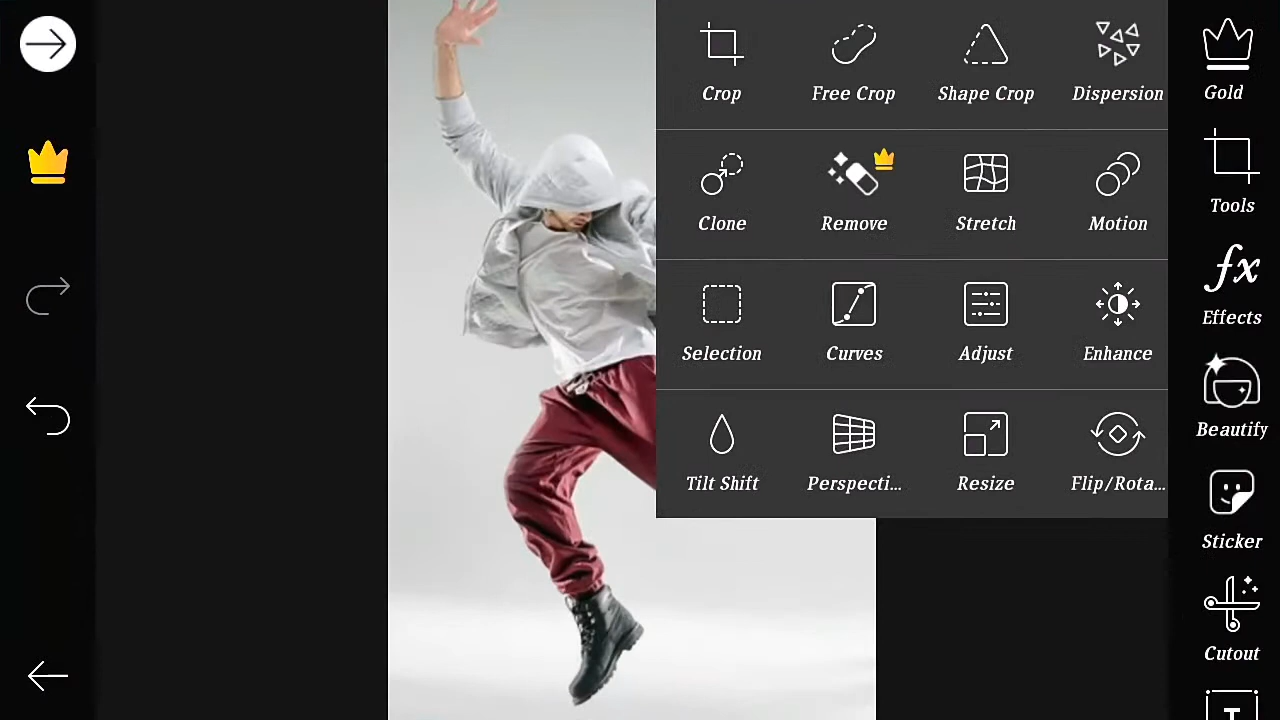 Crop
Free Crop
Shape Crop
Dispersion
Clone
Remove
Stretch
Motion
Selection
Curves
Adjust
Enhance
Tilt Shift
Perspecti...
Resize
Flip/Rota...
Gold
Tools
fx
Effects
Beautify
Sticker
Cutout
T